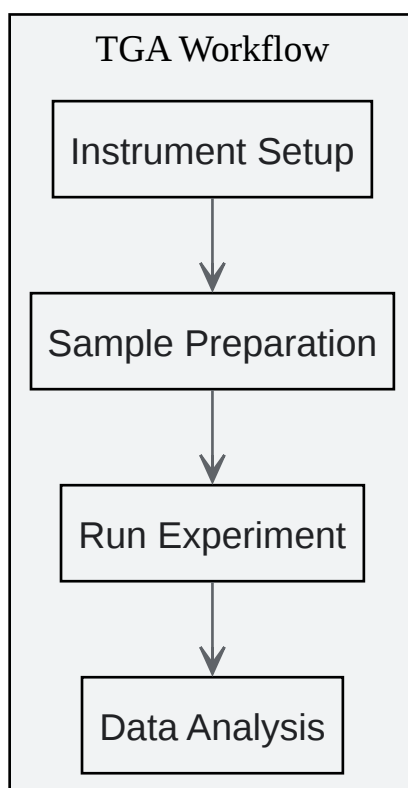 TGA Workflow
Instrument Setup
Sample Preparation
Run Experiment
Data Analysis